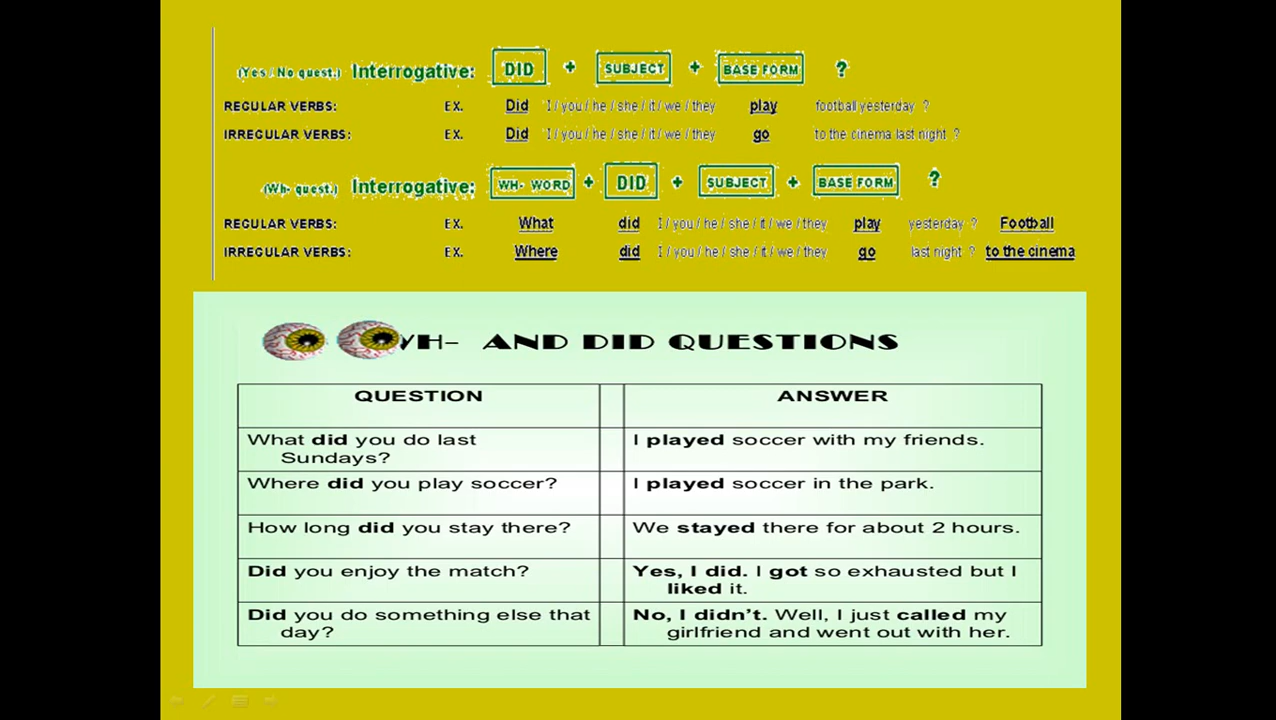 (Yes / No quest.) Interrogative: DID + SUBJECT + BASE FORM ?
REGULAR VERBS: EX. Did I / you / he / she / it / we / they play football yesterday ?
IRREGULAR VERBS: EX. Did I / you / he / she / it / we / they go to the cinema last night ?
(Wh- quest.) Interrogative: WH- WORD + DID + SUBJECT + BASE FORM ?
REGULAR VERBS: EX. What did I / you / he / she / it / we / they play yesterday ? Football
IRREGULAR VERBS: EX. Where did I / you / he / she / it / we / they go last night ? to the cinema
WH- AND DID QUESTIONS
QUESTION ANSWER
What did you do last
Sundays?
I played soccer with my friends.
Where did you play soccer? I played soccer in the park.
How long did you stay there? We stayed there for about 2 hours.
Did you enjoy the match?
Yes, I did. I got so exhausted but I
liked it.
Did you do something else that
day?
No, I didn't. Well, I just called my
girlfriend and went out with her.